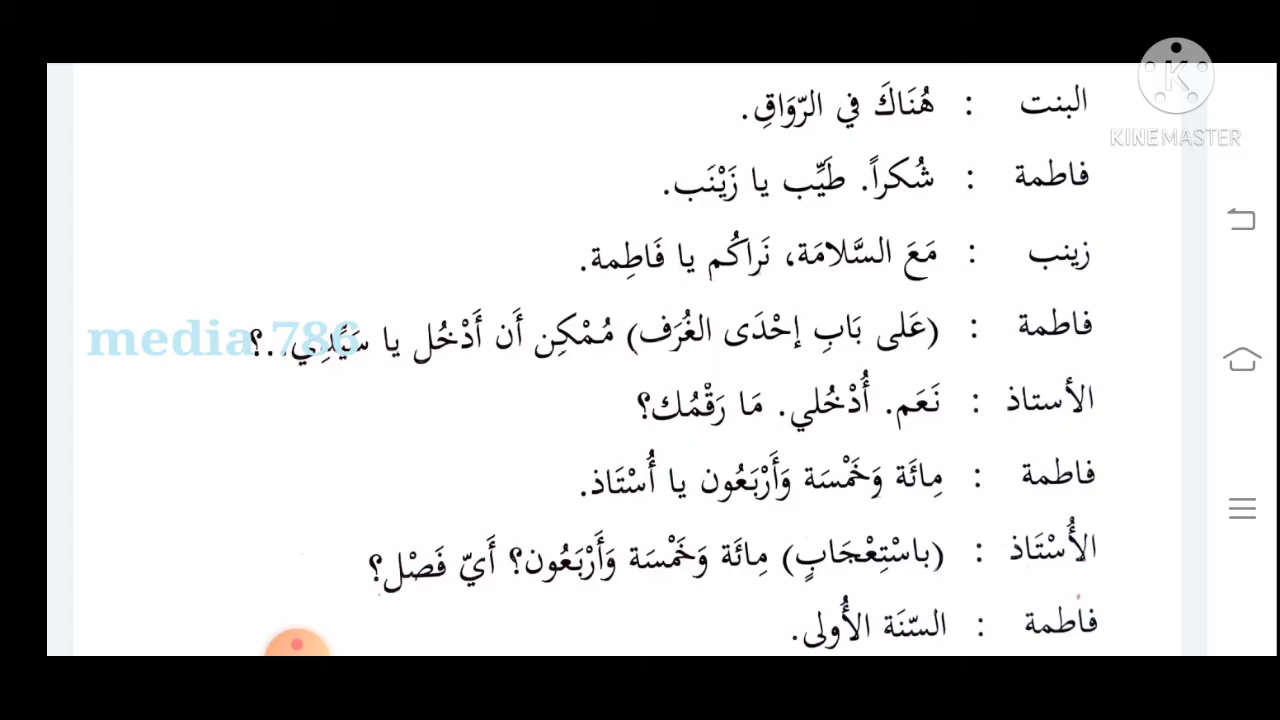 البنت : هُنَاكَ في الرّوَاقِ.
فاطمة : شُكراً. طَيِّب يا زَيْنَب.
زينب : مَعَ السَّلامَة، نَراكُم يا فَاطِمة.
فاطمة : (عَلى بَابِ إحْدَى الغُرَف) مُمْكِن أَن أَدْخُل يا سَيِّدِي..؟
الأستاذ : نَعَم. أُدْخُلي. مَا رَقْمُك؟
فاطمة : مِائَة وَخَمْسَة وَأَرْبَعُون يا أُسْتَاذ.
الأُسْتَاذ : (باسْتِعْجَابٍ) مِائَة وَخَمْسَة وَأَرْبَعُون؟ أَيّ فَصْل؟
فاطمة : السّنَة الأُولى.
media 786
KINEMASTER